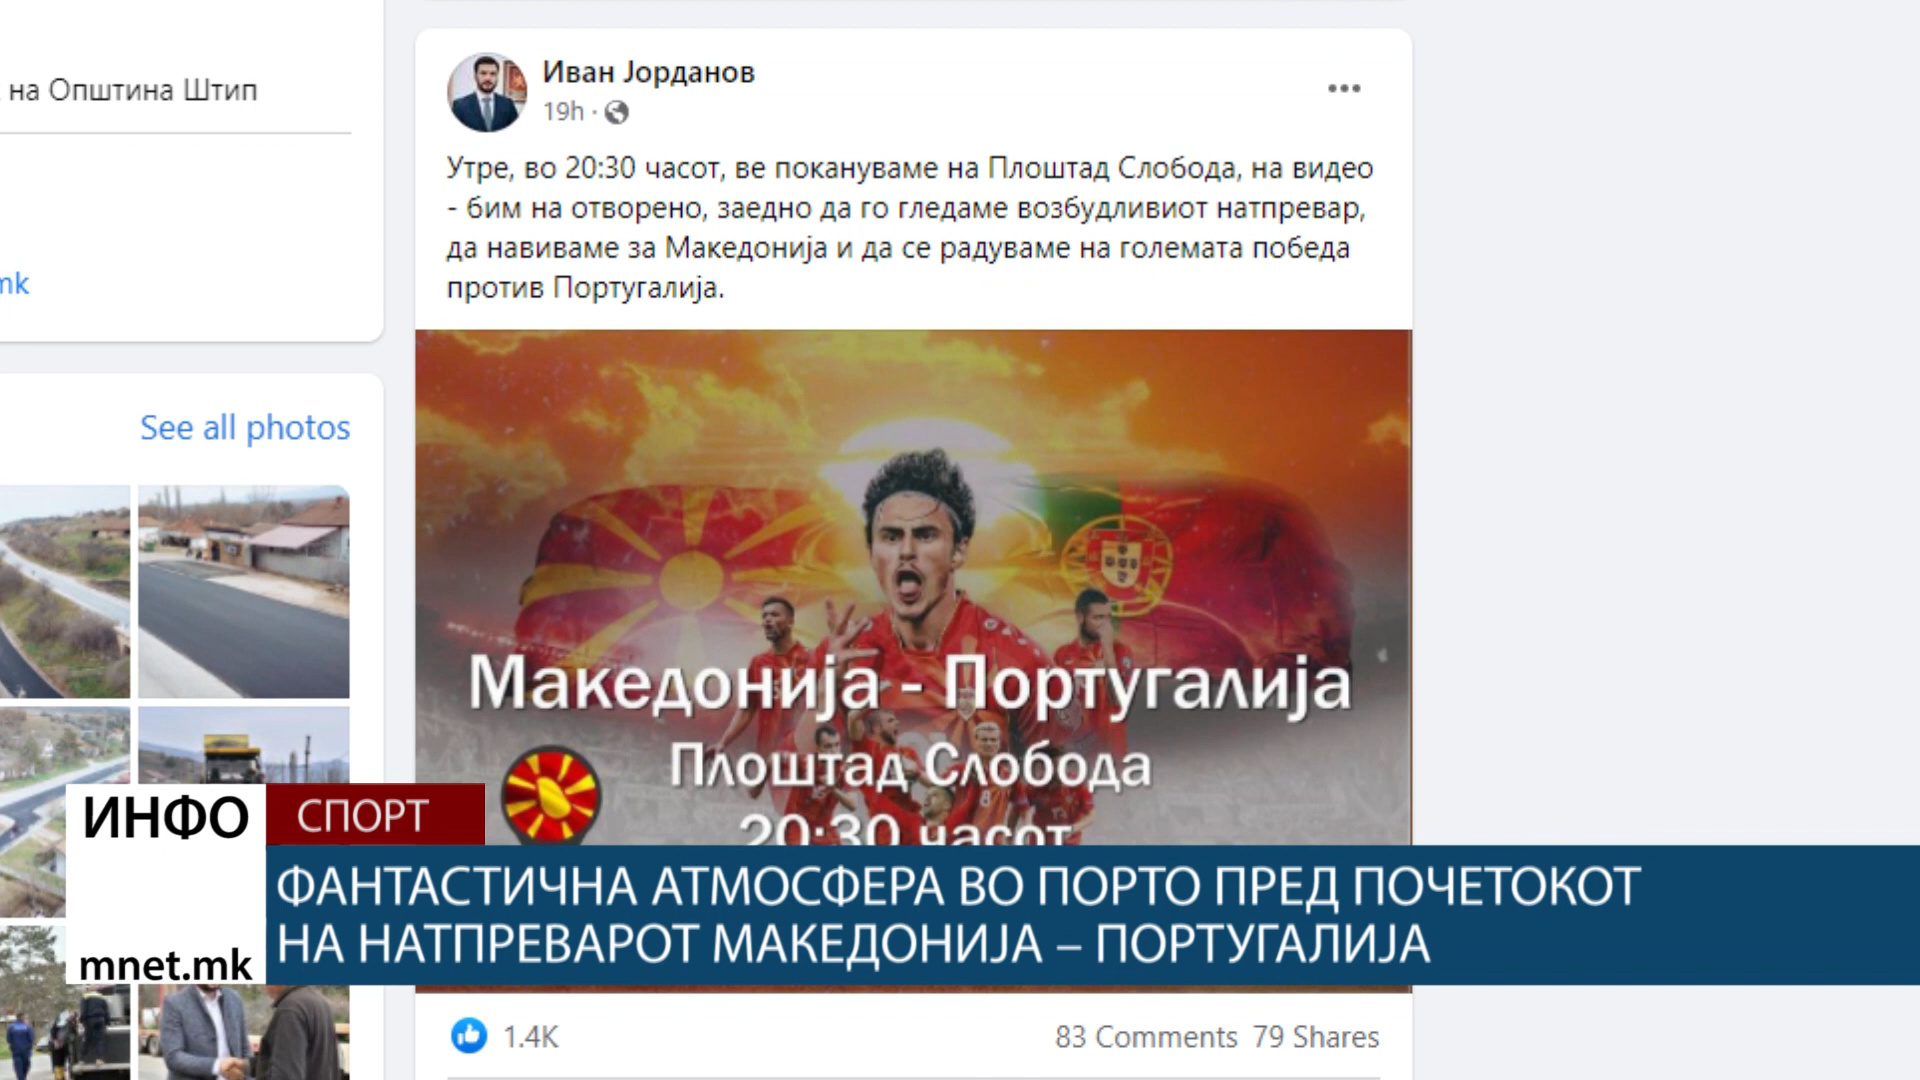 на Општина Штип
mk
See all photos
Иван Јорданов
19h ·
Утре, во 20:30 часот, ве покануваме на Плоштад Слобода, на видео
- бим на отворено, заедно да го гледаме возбудливиот натпревар,
да навиваме за Македонија и да се радуваме на големата победа
против Португалија.
Македонија - Португалија
Плоштад Слобода
20:30 часот
ИНФО
СПОРТ
ФАНТАСТИЧНА АТМОСФЕРА ВО ПОРТО ПРЕД ПОЧЕТОКОТ
НА НАТПРЕВАРОТ МАКЕДОНИЈА – ПОРТУГАЛИЈА
mnet.mk
1.4K
83 Comments 79 Shares